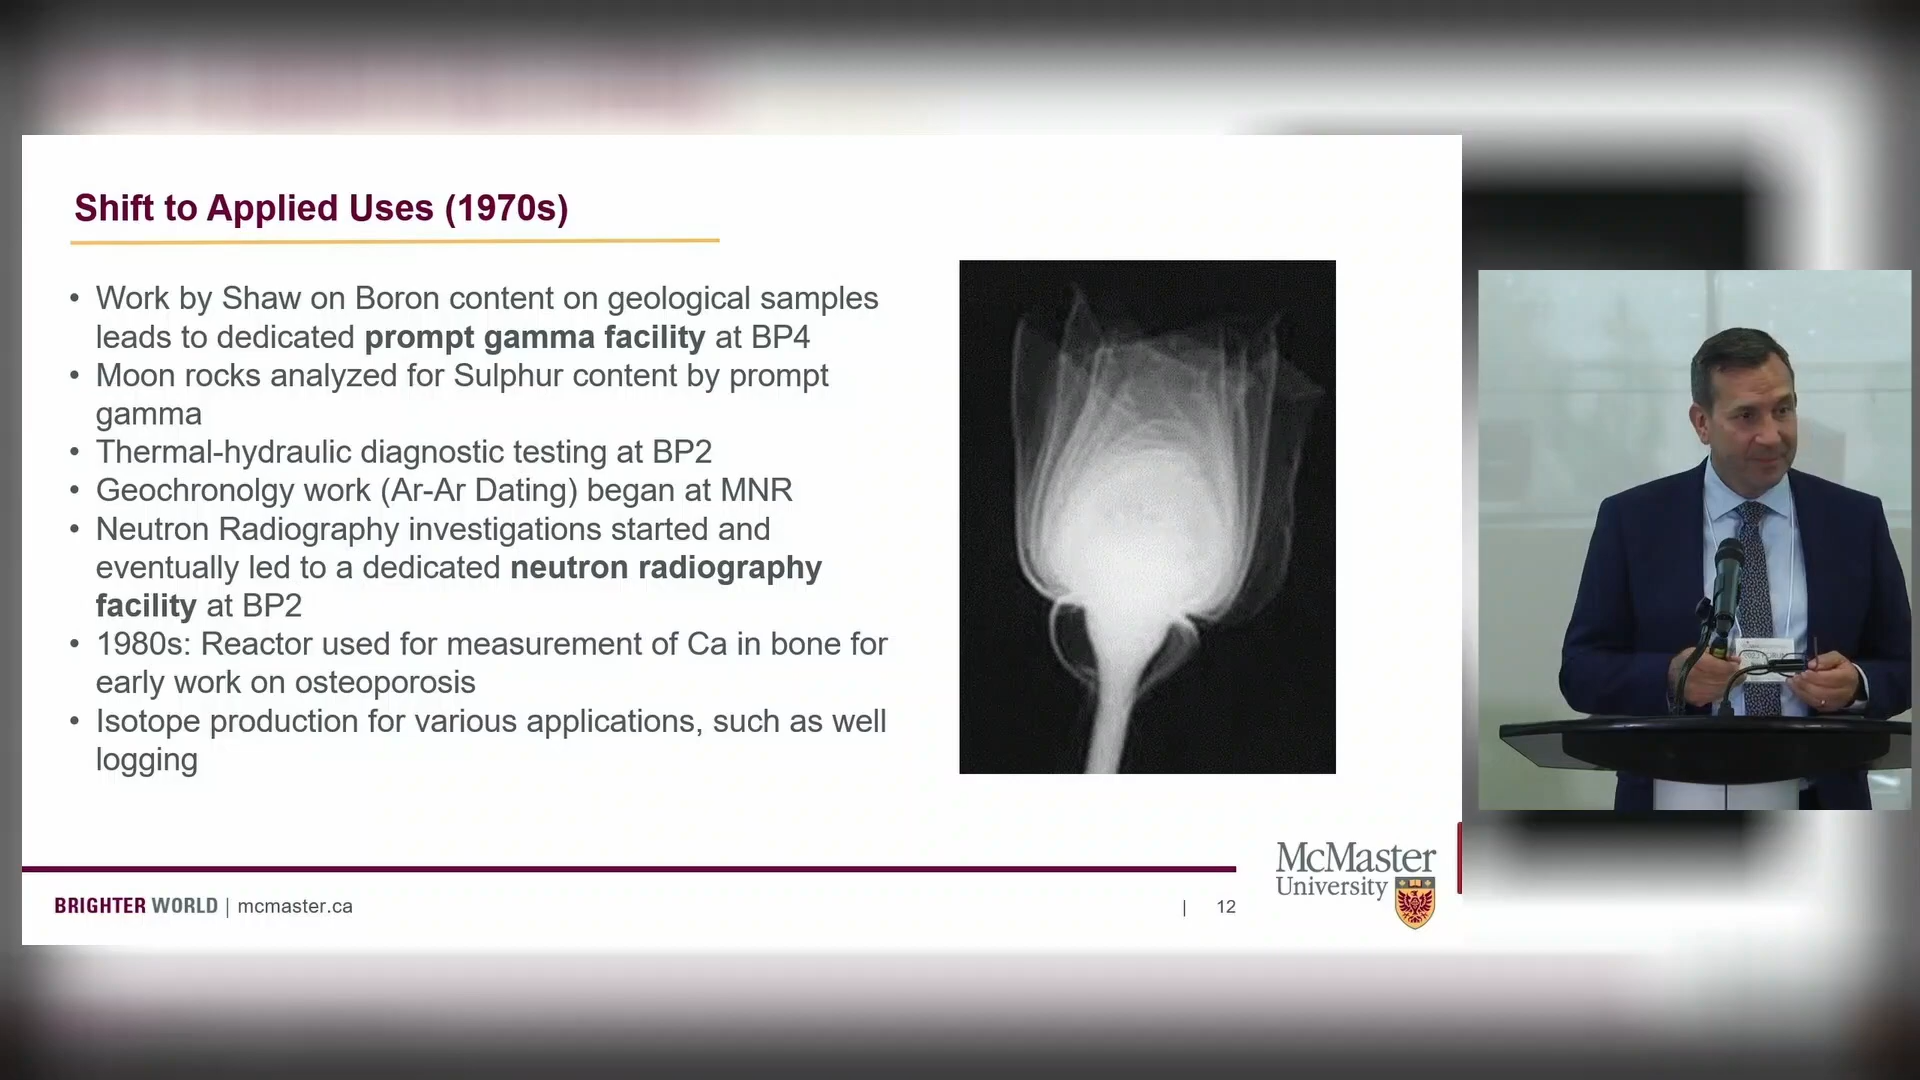 Shift to Applied Uses (1970s)
• Work by Shaw on Boron content on geological samples
leads to dedicated prompt gamma facility at BP4
• Moon rocks analyzed for Sulphur content by prompt
gamma
• Thermal-hydraulic diagnostic testing at BP2
• Geochronolgy work (Ar-Ar Dating) began at MNR
• Neutron Radiography investigations started and
eventually led to a dedicated neutron radiography
facility at BP2
• 1980s: Reactor used for measurement of Ca in bone for
early work on osteoporosis
• Isotope production for various applications, such as well
logging
BRIGHTER WORLD | mcmaster.ca
| 12
McMaster
University